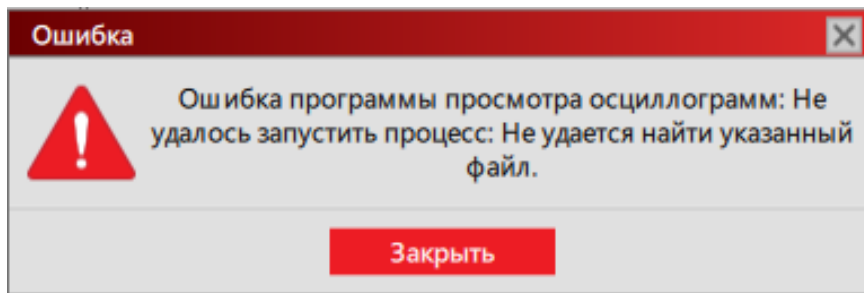 Ошибка
Ошибка программы просмотра осциллограмм: Не
удалось запустить процесс: Не удается найти указанный
файл.
Закрыть